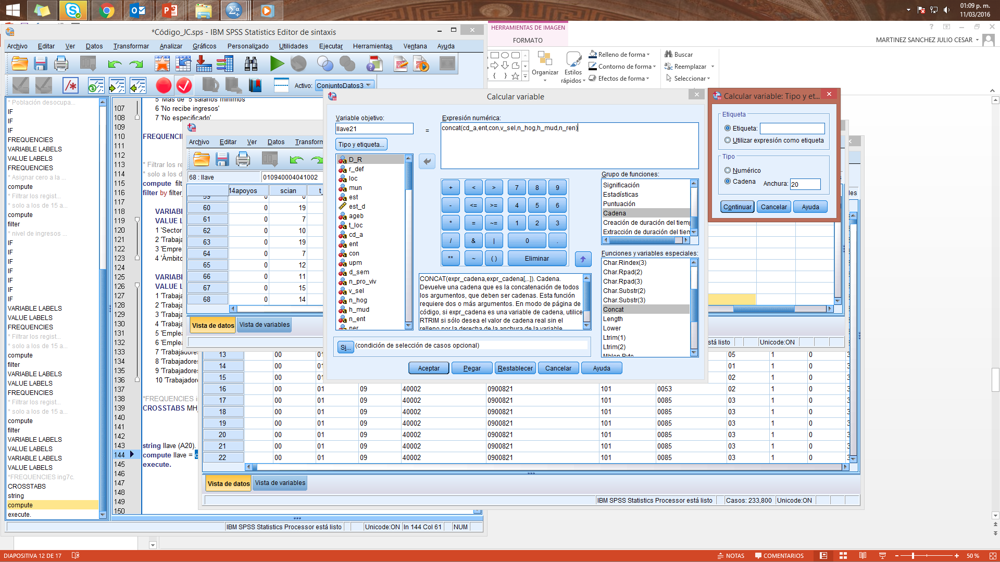 01:09 p. m.
11/03/2016
HERRAMIENTAS DE IMAGEN
FORMATO
MARTINEZ SANCHEZ JULIO CESAR
Organizar
Estilos
rápidos
Relleno de forma
Contorno de forma
Efectos de forma
Buscar
Reemplazar
Seleccionar
*Código_JC.sps - IBM SPSS Statistics Editor de sintaxis
Archivo Editar Ver Datos Transformar Analizar Gráficos Personalizado Utilidades Ejecutar Herramientas Ventana Ayuda
Activo: ConjuntoDatos3
* Población desocupa...
IF
IF
IF
FREQUENCIES
VARIABLE LABELS
VALUE LABELS
FREQUENCIES
* Asignar cero a la ...
compute
* Filtrar los regist...
* solo a los de 15 a...
compute
filter
* nivel de ingresos ...
IF
IF
IF
IF
IF
IF
IF
VARIABLE LABELS
VALUE LABELS
FREQUENCIES
* Filtrar los regist...
* solo a los de 15 a...
compute
filter
VARIABLE LABELS
VALUE LABELS
FREQUENCIES
* Filtrar los regist...
* solo a los de 15 a...
compute
filter
VARIABLE LABELS
VALUE LABELS
VARIABLE LABELS
VALUE LABELS
*FREQUENCIES ing7c.
CROSSTABS
string
compute
execute.
5 'Más de 5 salarios mínimos'
107 6 'No recibe ingresos'
108 7 'No especificado'
109
110 FREQUENCIE
111
112
113 * Filtrar los re
114 * solo a los d
115 compute filt
116 filter by filter_
117
118 VARIABL
119 VALUE L
120 1 'Sector
121 2 'Trabaja
122 3 'Empre
123 4 'Ámbito
124
125 VARIABL
126 VALUE L
127 1 'Trabaja
128 2 'Trabaja
129 3 'Trabaja
130 4 'Trabaja
131 5 'Emplea
132 6 'Emplea
133 7 'Trabajadores
134 8 'Trabajadores
135 9 'Trabajadores
136 10 'Trabajadore
137
138 *FREQUENCIES i
139 CROSSTABS MH_
140
141
142
143 string llave (A20).
144 compute llave = c
145 execute.
146
147
148
149
150
IBM SPSS Statistics Processor está listo Unicode:ON In 144 Col 61 NUM
Archivo Editar Ver Datos Transform
68 : llave 010940004041002
14apoyos scian t_
59 0 0
60 0 19
61 0 7
62 0 10
63 0 19
64 0 7
65 0 12
66 0 11
67 0 15
68 0 14
Vista de datos Vista de variables
stá listo Unicode:ON
les
Calcular variable
Variable objetivo:
llave21
=
Tipo y etiqueta...
Expresión numérica:
concat(cd_a,ent,con,v_sel,n_hog,h_mud,n_ren)
D_R
r_def
loc
mun
est
est_d
ageb
t_loc
cd_a
ent
con
upm
d_sem
n_pro_viv
v_sel
n_hog
h_mud
n_ent
per
+ < > 7 8 9
- <= >= 4 5 6
* = ~= 1 2 3
/ & | 0 .
** ~ ( ) Eliminar
Grupo de funciones:
Significación
Estadísticas
Puntuación
Cadena
Creación de duración del tiemp
Extracción de duración del tiem
Funciones y variables especiales:
Char.Rindex(3)
Char.Rpad(2)
Char.Rpad(3)
Char.Substr(2)
Char.Substr(3)
Concat
Length
Lower
Ltrim(1)
Ltrim(2)
Mblen.Byte
CONCAT(expr_cadena,expr_cadena[,..]). Cadena.
Devuelve una cadena que es la concatenación de todos
los argumentos, que deben ser cadenas. Esta función
requiere dos o más argumentos. En modo de página de
código, si expr_cadena es una variable de cadena, utilice
RTRIM si sólo desea el valor de cadena real sin el
relleno por la derecha de la anchura de la variable.
Si... (condición de selección de casos opcional)
Aceptar Pegar Restablecer Cancelar Ayuda
Calcular variable: Tipo y et...
Etiqueta
Etiqueta:
Utilizar expresión como etiqueta
Tipo
Numérico
Cadena Anchura: 20
Continuar Cancelar Ayuda
13 00 01 05 1 0 3
14 00 01 01 1 0 3
15 00 01 02 1 0 3
16 00 01 09 40002 0900821 101 0053 02 1 0 3
17 00 01 09 40002 0900821 101 0085 03 1 0 3
18 00 01 09 40002 0900821 101 0085 03 1 0 3
19 00 01 09 40002 0900821 101 0085 03 1 0 3
20 00 01 09 40002 0900821 101 0085 03 1 0 3
21 00 01 09 40002 0900821 101 0085 03 1 0 3
22 00 01 09 40002 0900821 101 0085 03 1 0 3
Vista de datos Vista de variables
IBM SPSS Statistics Processor está listo Casos: 233,800 Unicode:ON
DIAPOSITIVA 12 DE 17 NOTAS COMENTARIOS 50 %